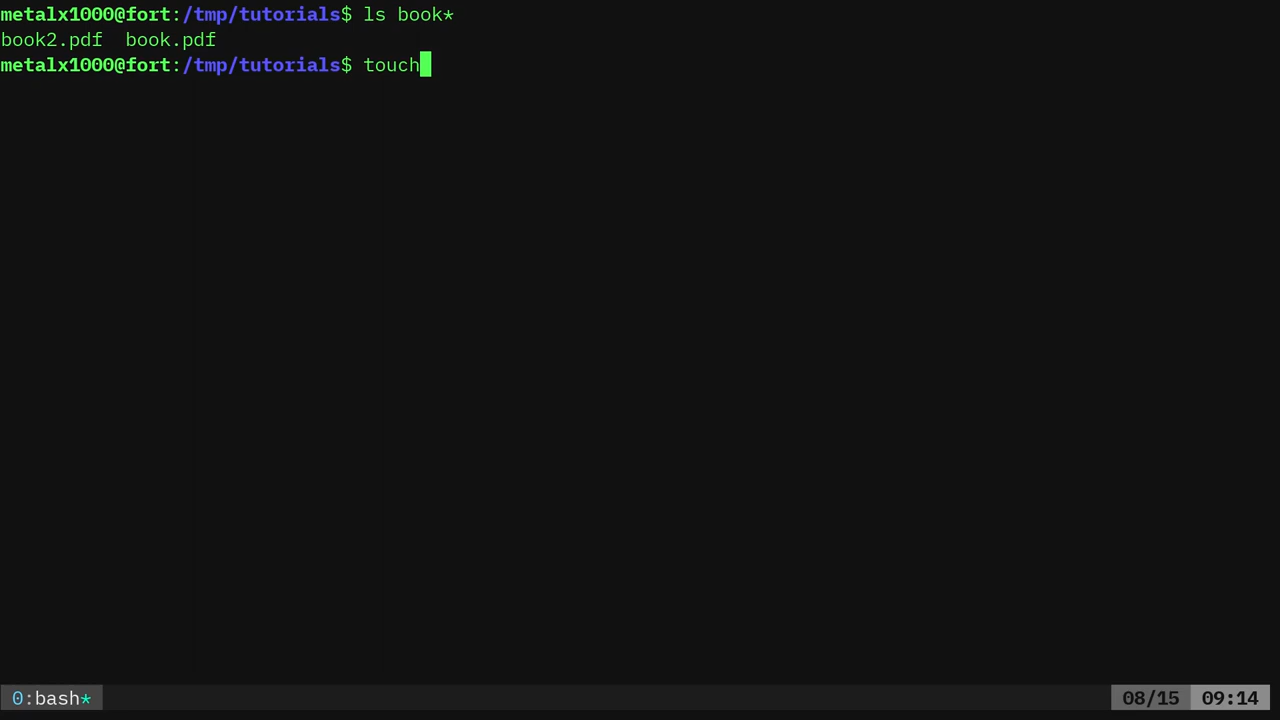 metalx1000@fort:/tmp/tutorials$ ls book*
book2.pdf  book.pdf
metalx1000@fort:/tmp/tutorials$ touch
0:bash* 08/15 09:14